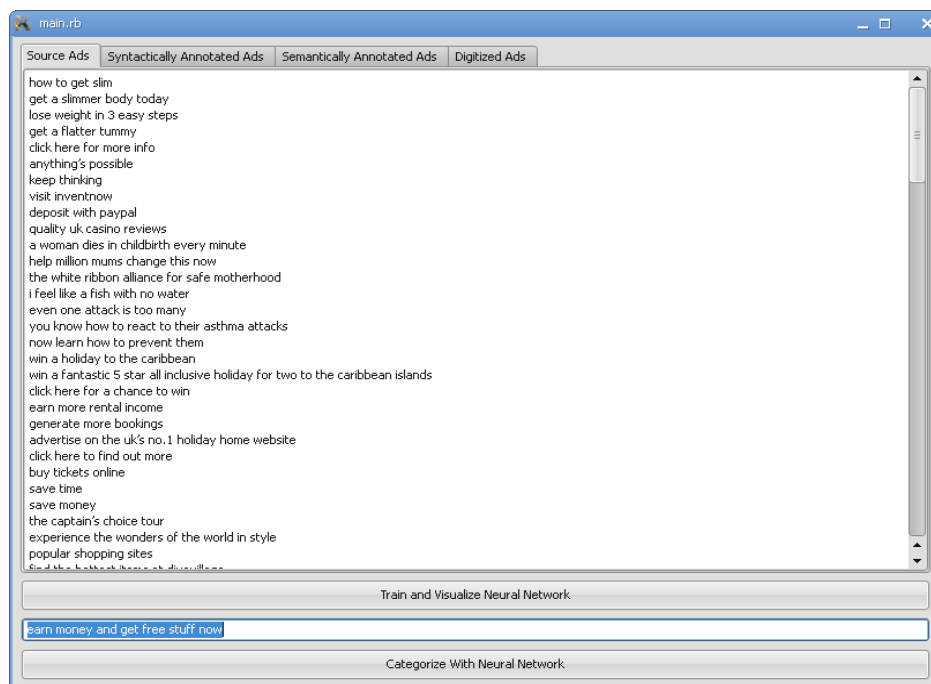 main.rb
Source Ads Syntactically Annotated Ads Semantically Annotated Ads Digitized Ads
how to get slim
get a slimmer body today
lose weight in 3 easy steps
get a flatter tummy
click here for more info
anything's possible
keep thinking
visit inventnow
deposit with paypal
quality uk casino reviews
a woman dies in childbirth every minute
help million mums change this now
the white ribbon alliance for safe motherhood
i feel like a fish with no water
even one attack is too many
you know how to react to their asthma attacks
now learn how to prevent them
win a holiday to the caribbean
win a fantastic 5 star all inclusive holiday for two to the caribbean islands
click here for a chance to win
earn more rental income
generate more bookings
advertise on the uk's no.1 holiday home website
click here to find out more
buy tickets online
save time
save money
the captain's choice tour
experience the wonders of the world in style
popular shopping sites
find the hottest items at
Train and Visualize Neural Network
earn money and get free stuff now
Categorize With Neural Network